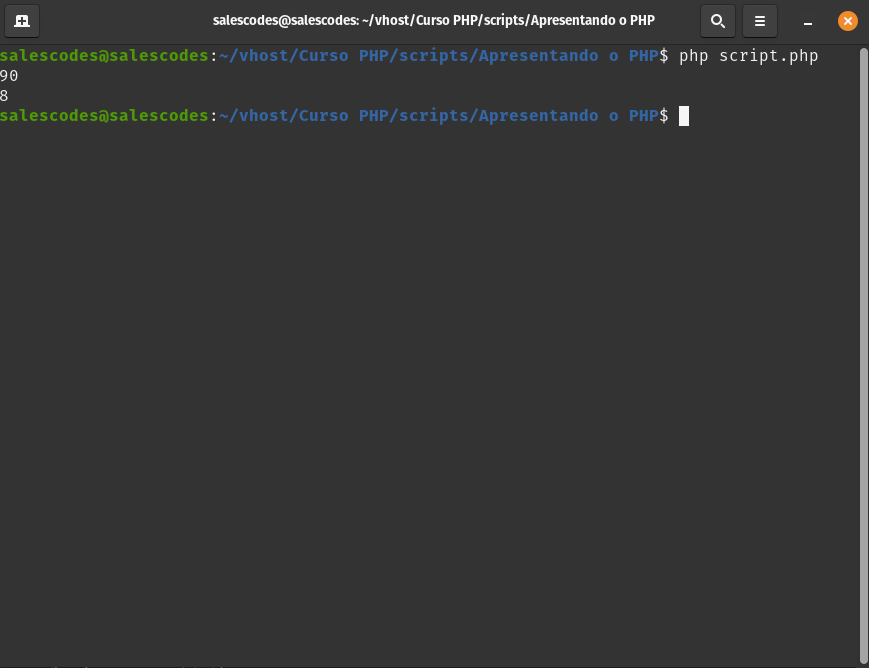 salescodes@salescodes: ~/vhost/Curso PHP/scripts/Apresentando o PHP
salescodes@salescodes:~/vhost/Curso PHP/scripts/Apresentando o PHP$ php script.php
90
8
salescodes@salescodes:~/vhost/Curso PHP/scripts/Apresentando o PHP$